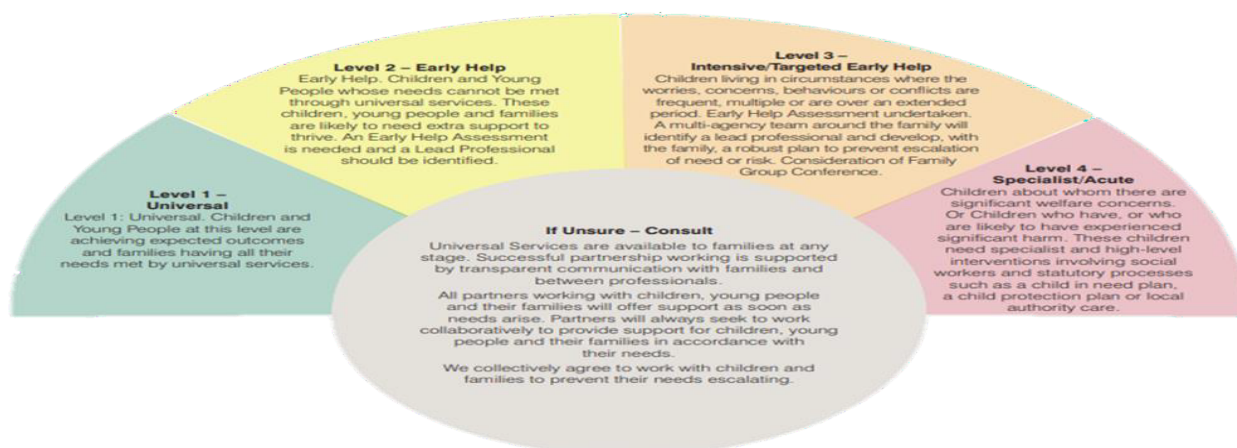 Level 1 –
Universal
Level 1: Universal. Children and
Young People at this level are
achieving expected outcomes
and families having all their
needs met by universal services.
Level 2 – Early Help
Early Help. Children and Young
People whose needs cannot be met
through universal services. These
children, young people and families
are likely to need extra support to
thrive. An Early Help Assessment
is needed and a Lead Professional
should be identified.
Level 3 –
Intensive/Targeted Early Help
Children living in circumstances where the
worries, concerns, behaviours or conflicts are
frequent, multiple or are over an extended
period. Early Help Assessment undertaken.
A multi-agency team around the family will
identify a lead professional and develop, with
the family, a robust plan to prevent escalation
of need or risk. Consideration of Family
Group Conference.
Level 4 –
Specialist/Acute
Children about whom there are
significant welfare concerns.
Or Children who have, or who
are likely to have experienced
significant harm. These children
need specialist and high-level
interventions involving social
workers and statutory processes
such as a child in need plan,
a child protection plan or local
authority care.
If Unsure – Consult
Universal Services are available to families at any
stage. Successful partnership working is supported
by transparent communication with families and
between professionals.
All partners working with children, young people
and their families will offer support as soon as
needs arise. Partners will always seek to work
collaboratively to provide support for children, young
people and their families in accordance with
their needs.
We collectively agree to work with children and
families to prevent their needs escalating.